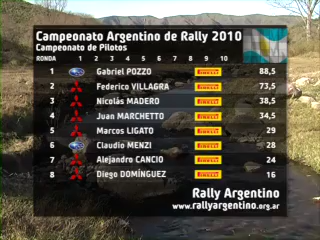 Campeonato Argentino de Rally 2010
Campeonato de Pilotos
RONDA 1 2 3 4 5 6 7 8 9 10
1 Gabriel POZZO PIRELLI 88,5
2 Federico VILLAGRA PIRELLI 73,5
3 Nicolás MADERO PIRELLI 38,5
4 Juan MARCHETTO PIRELLI 34,5
5 Marcos LIGATO PIRELLI 29
6 Claudio MENZI PIRELLI 28
7 Alejandro CANCIO PIRELLI 24
8 Diego DOMÍNGUEZ PIRELLI 16
Rally Argentino
www.rallyargentino.org.ar